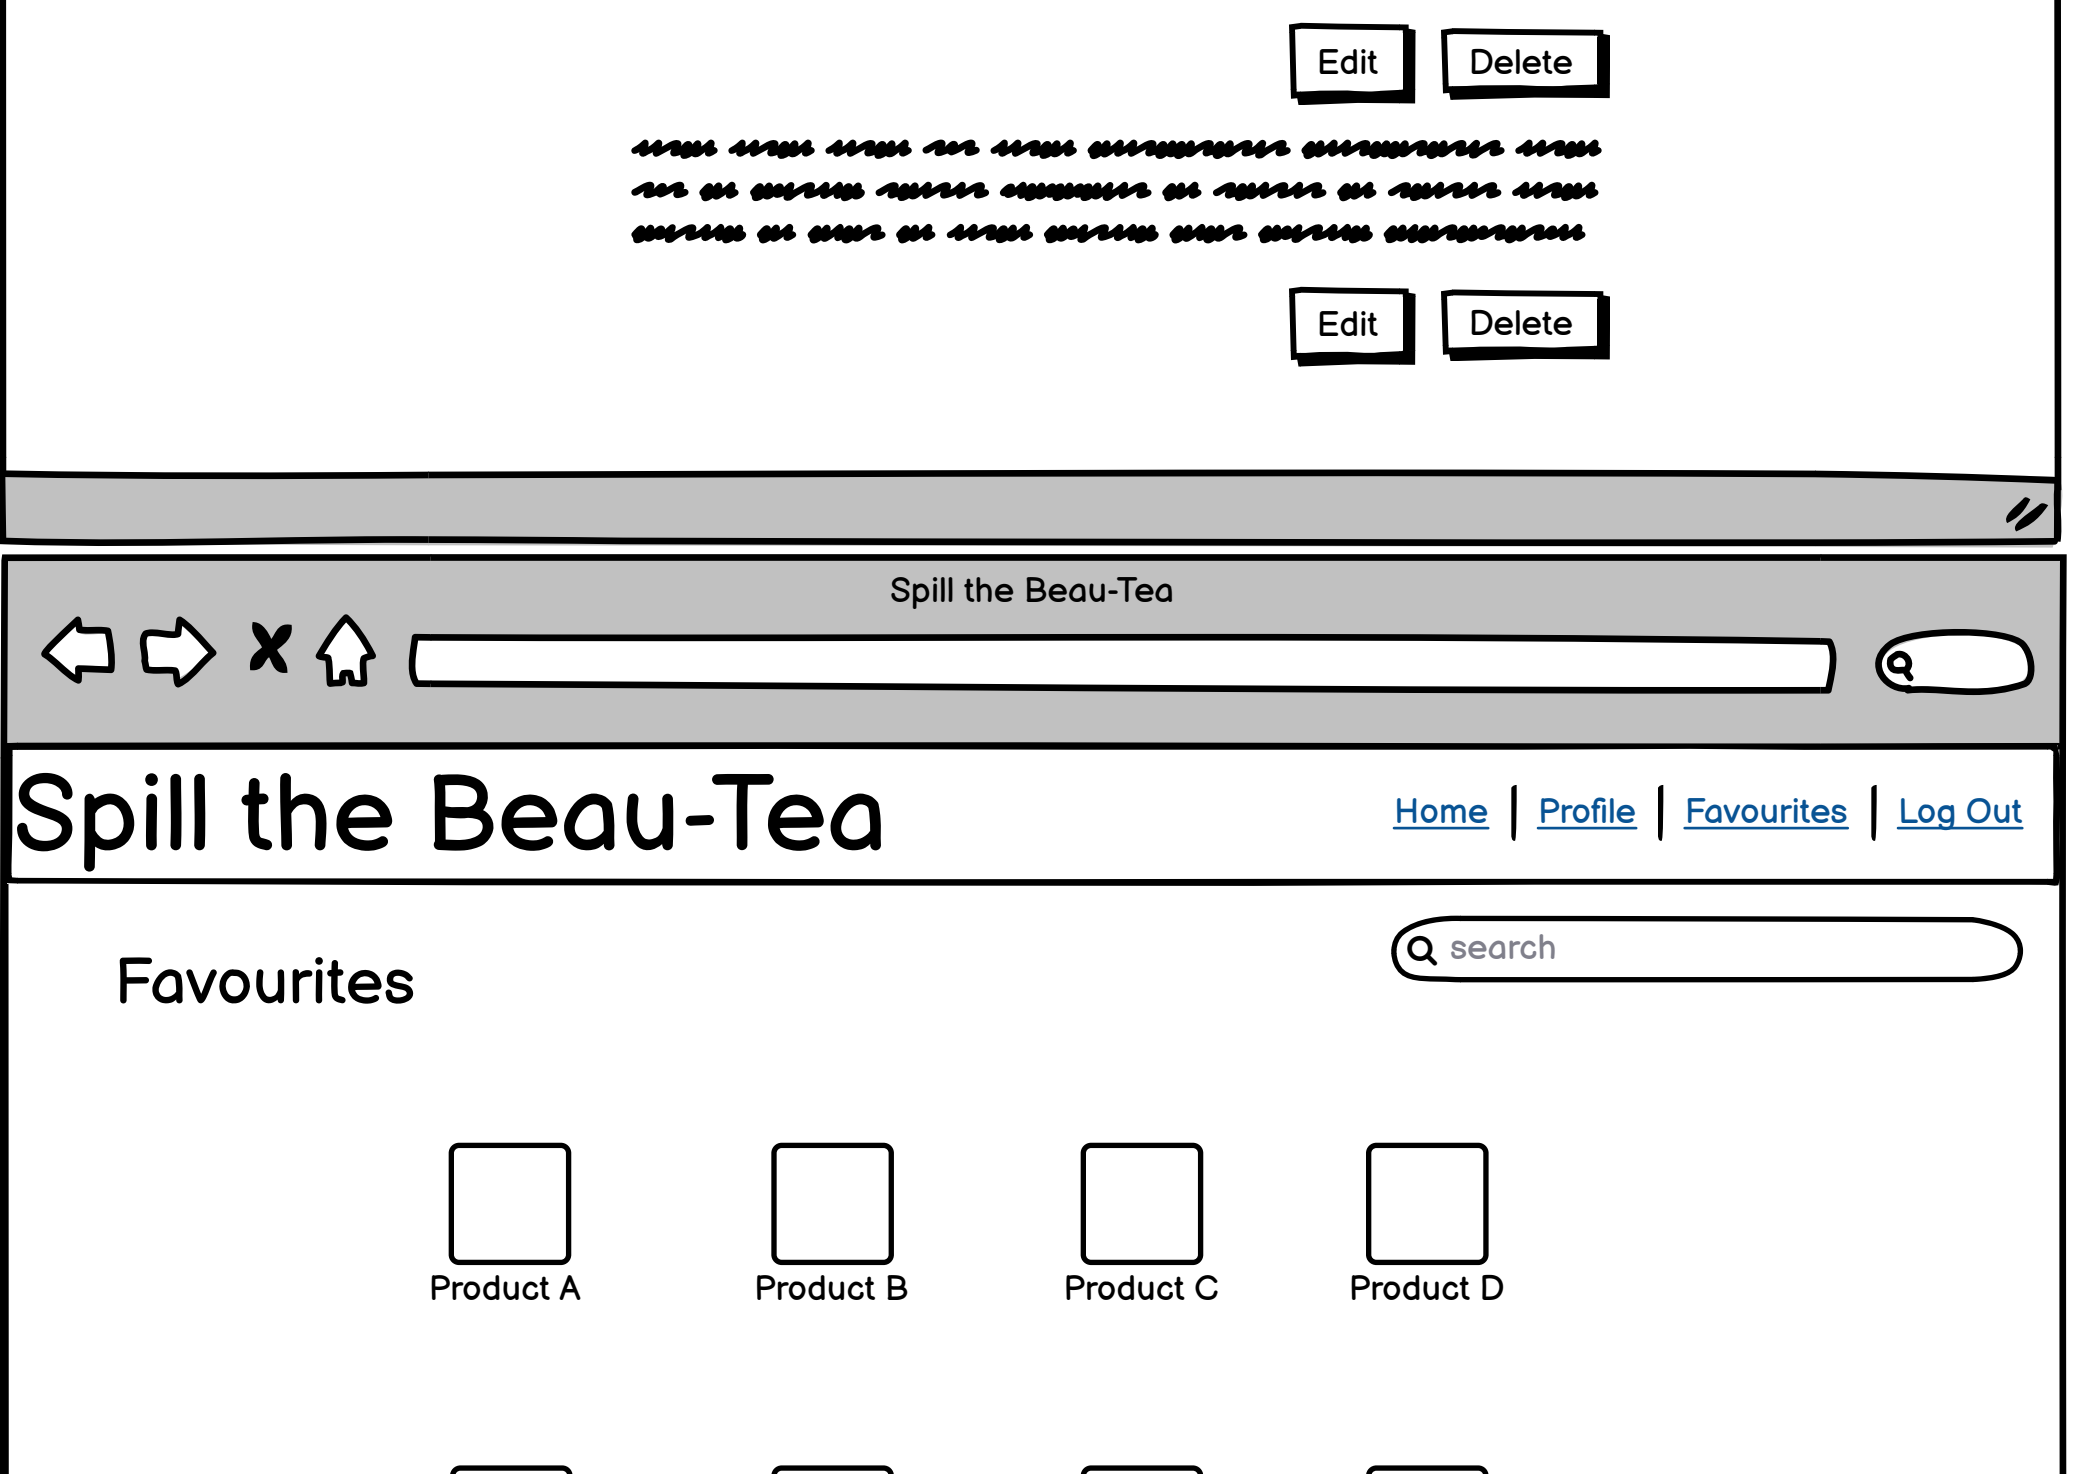 Edit Delete
Edit Delete
Spill the Beau-Tea
Spill the Beau-Tea
Home | Profile | Favourites | Log Out
search
Favourites
Product A Product B Product C Product D